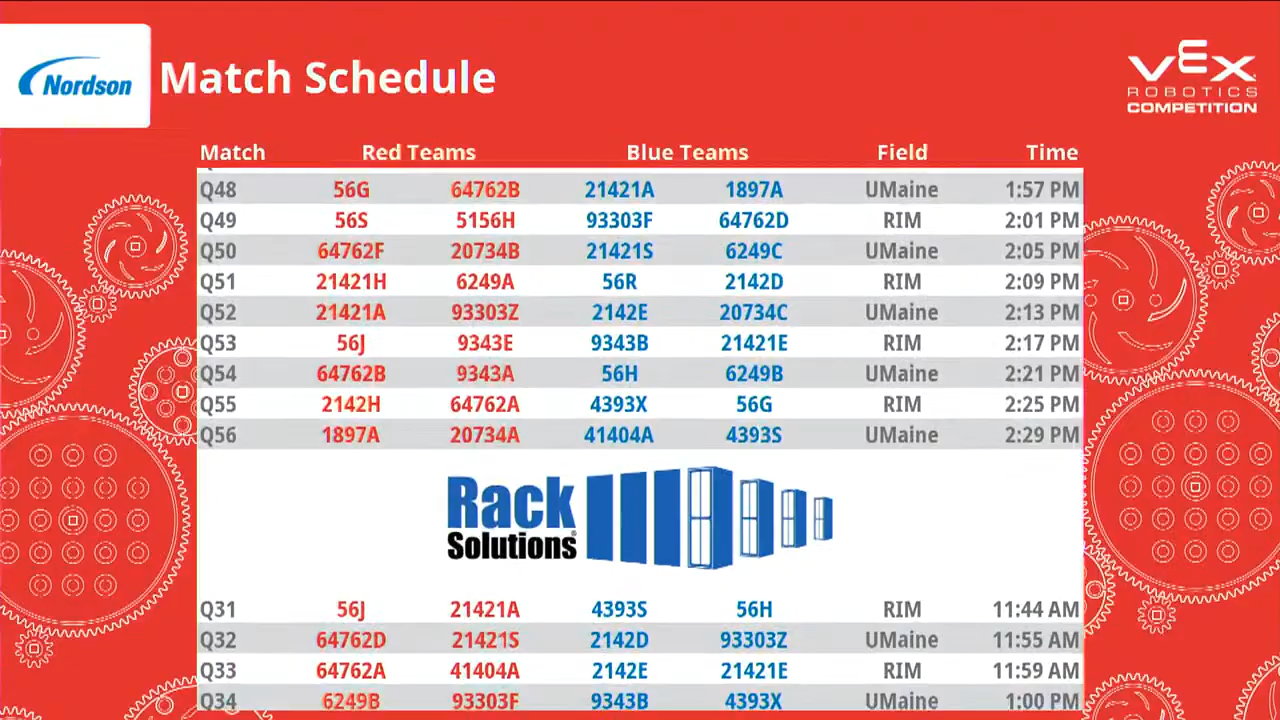 Nordson
Match Schedule
VEX
ROBOTICS
COMPETITION
Match Red Teams Blue Teams Field Time
Q48 56G 64762B 21421A 1897A UMaine 1:57 PM
Q49 56S 5156H 93303F 64762D RIM 2:01 PM
Q50 64762F 20734B 21421S 6249C UMaine 2:05 PM
Q51 21421H 6249A 56R 2142D RIM 2:09 PM
Q52 21421A 93303Z 2142E 20734C UMaine 2:13 PM
Q53 56J 9343E 9343B 21421E RIM 2:17 PM
Q54 64762B 9343A 56H 6249B UMaine 2:21 PM
Q55 2142H 64762A 4393X 56G RIM 2:25 PM
Q56 1897A 20734A 41404A 4393S UMaine 2:29 PM
Rack
Solutions
Q31 56J 21421A 4393S 56H RIM 11:44 AM
Q32 64762D 21421S 2142D 93303Z UMaine 11:55 AM
Q33 64762A 41404A 2142E 21421E RIM 11:59 AM
Q34 6249B 93303F 9343B 4393X UMaine 1:00 PM